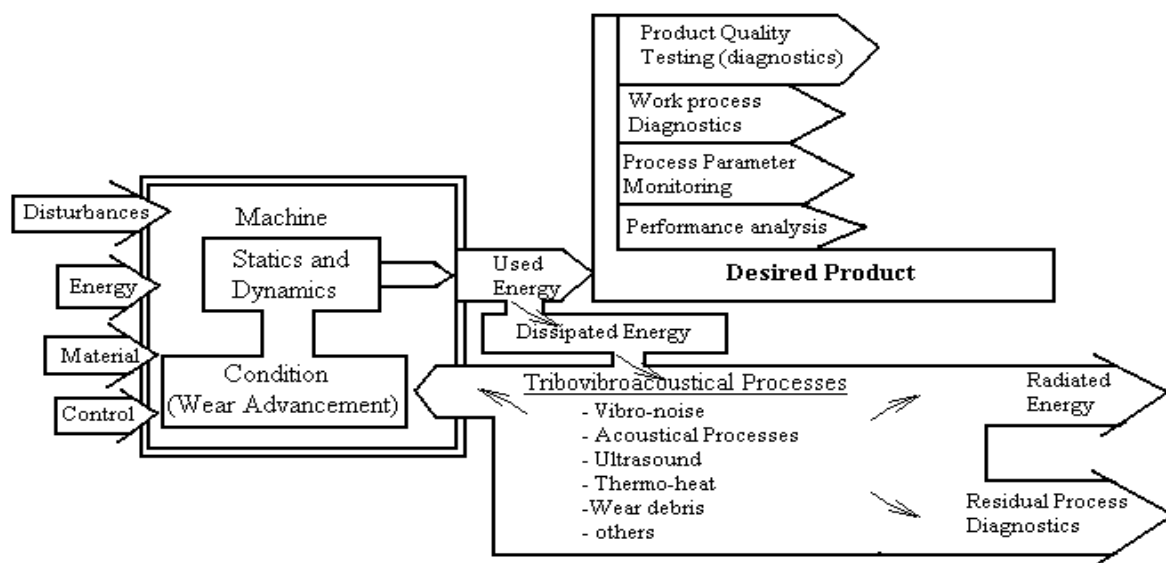 Product Quality
Testing (diagnostics)
Work process
Diagnostics
Process Parameter
Monitoring
Performance analysis
Desired Product
Disturbances
Energy
Material
Control
Machine
Statics and
Dynamics
Condition
(Wear Advancement)
Used
Energy
Dissipated Energy
Tribovibroacoustical Processes
- Vibro-noise
- Acoustical Processes
- Ultrasound
- Thermo-heat
-Wear debris
- others
Radiated
Energy
Residual Process
Diagnostics